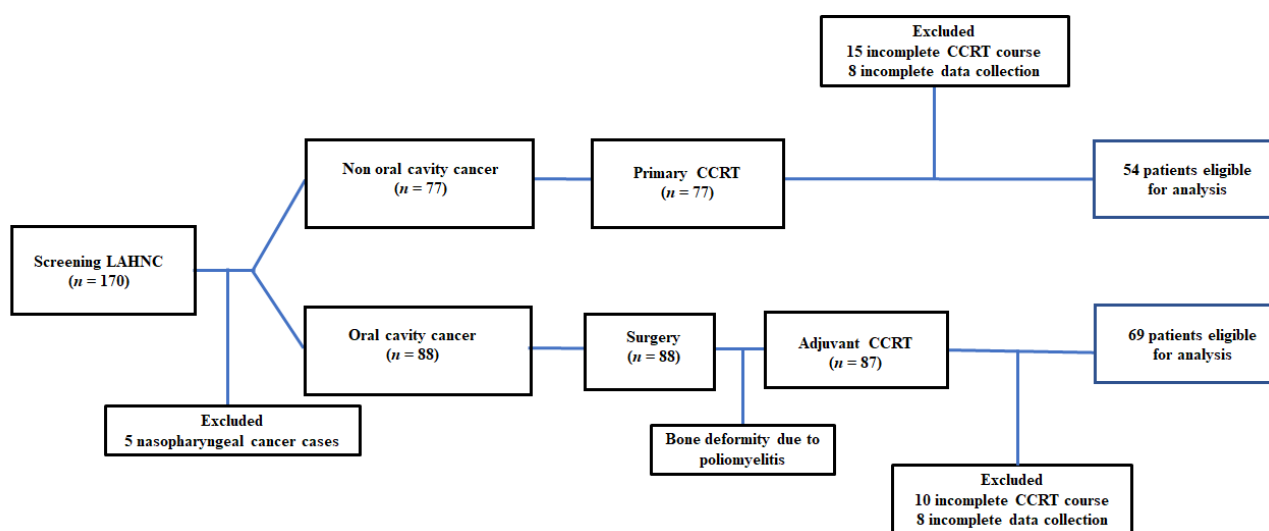 Excluded
15 incomplete CCRT course
8 incomplete data collection
Non oral cavity cancer
(n = 77)
Primary CCRT
(n = 77)
54 patients eligible
for analysis
Screening LAHNC
(n = 170)
Oral cavity cancer
(n = 88)
Surgery
(n = 88)
Adjuvant CCRT
(n = 87)
69 patients eligible
for analysis
Excluded
5 nasopharyngeal cancer cases
Bone deformity due to
poliomyelitis
Excluded
10 incomplete CCRT course
8 incomplete data collection